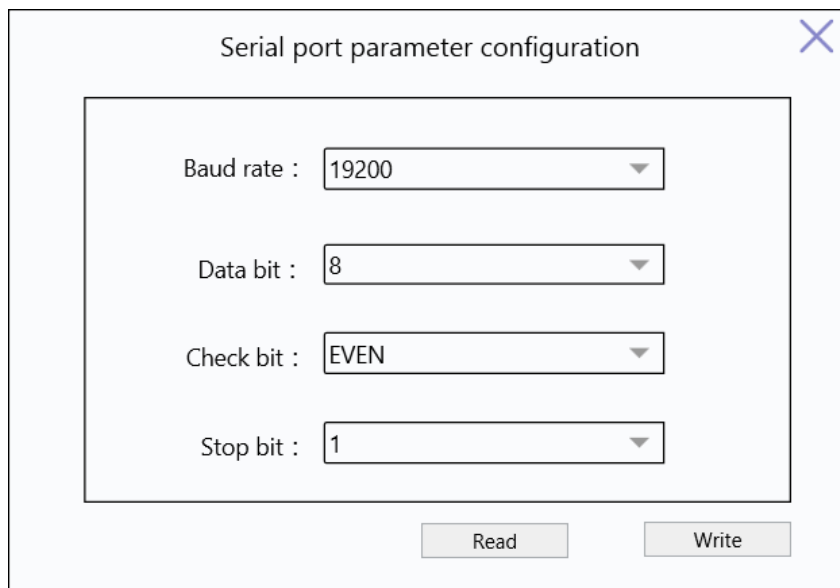 Serial port parameter configuration
Baud rate : 19200
Data bit : 8
Check bit : EVEN
Stop bit : 1
Read Write